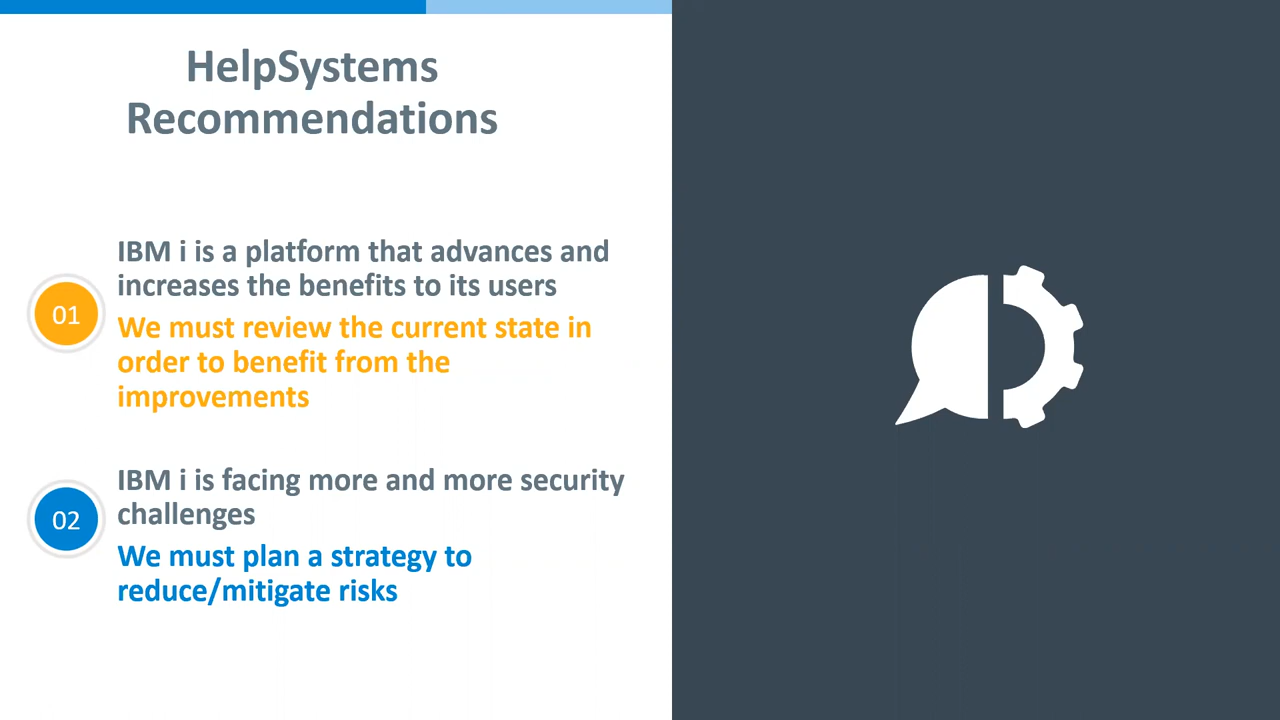 HelpSystems
Recommendations
01
IBM i is a platform that advances and
increases the benefits to its users
We must review the current state in
order to benefit from the
improvements
02
IBM i is facing more and more security
challenges
We must plan a strategy to
reduce/mitigate risks